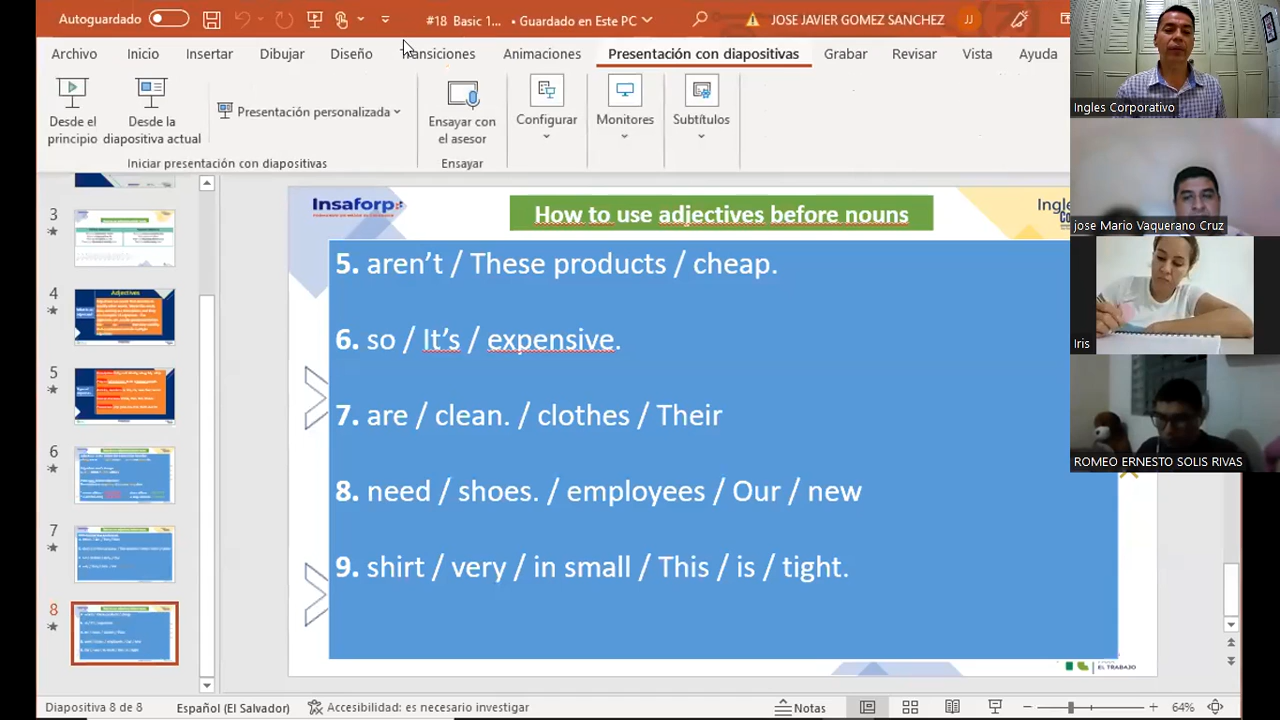 Autoguardado
#18 Basic 1... • Guardado en Este PC
JOSE JAVIER GOMEZ SANCHEZ
JJ
Archivo Inicio Insertar Dibujar Diseño Transiciones Animaciones Presentación con diapositivas Grabar Revisar Vista Ayuda
Desde el principio
Desde la diapositiva actual
Presentación personalizada
Ensayar con el asesor
Configurar
Monitores
Subtítulos
Iniciar presentación con diapositivas
Ensayar
Ingles Corporativo
jose Mario Vaquerano Cruz
Iris
ROMEO ERNESTO SOLIS RIVAS
3
4
Adjectives
5
6
7
8
Insaforp
How to use adjectives before nouns
5. aren't / These products / cheap.
6. so / It's / expensive.
7. are / clean. / clothes / Their
8. need / shoes. / employees / Our / new
9. shirt / very / in small / This / is / tight.
EL TRABAJO
Diapositiva 8 de 8
Español (El Salvador)
Accesibilidad: es necesario investigar
Notas
64%